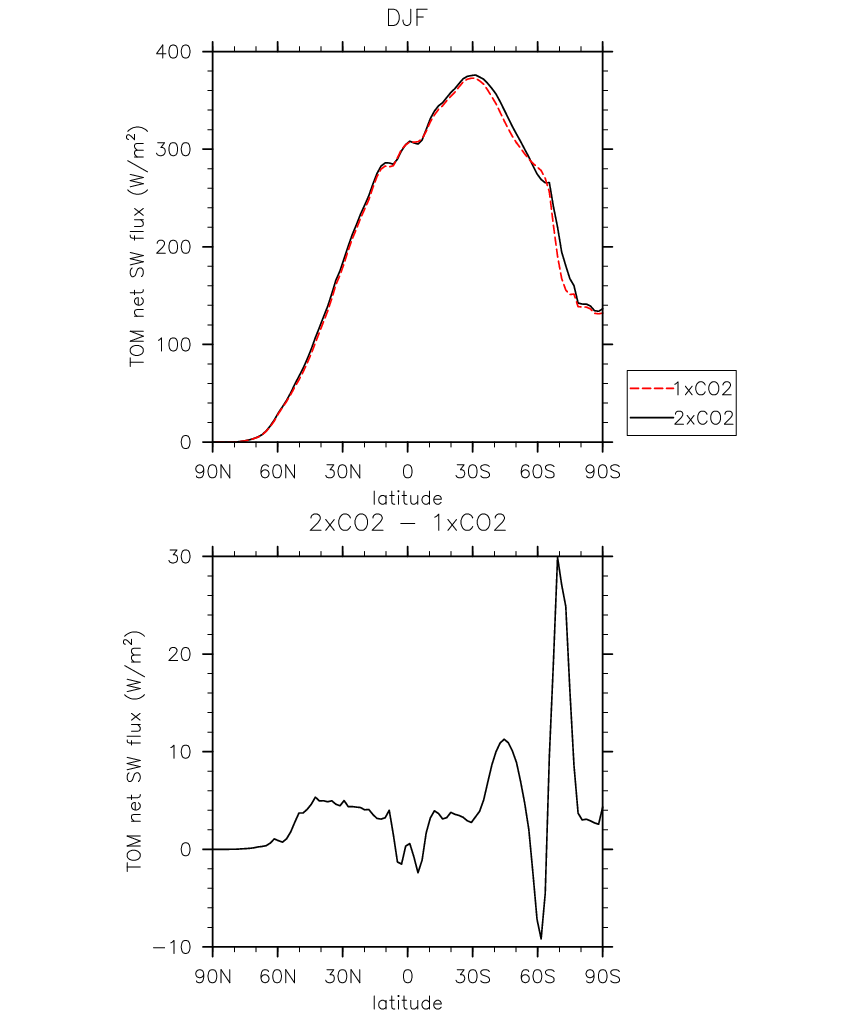 DJF
400
300
200
100
0
TOM net SW flux (W/m²)
90N 60N 30N 0 30S 60S 90S
latitude
1xCO2
2xCO2
2xCO2 − 1xCO2
30
20
10
0
−10
TOM net SW flux (W/m²)
90N 60N 30N 0 30S 60S 90S
latitude